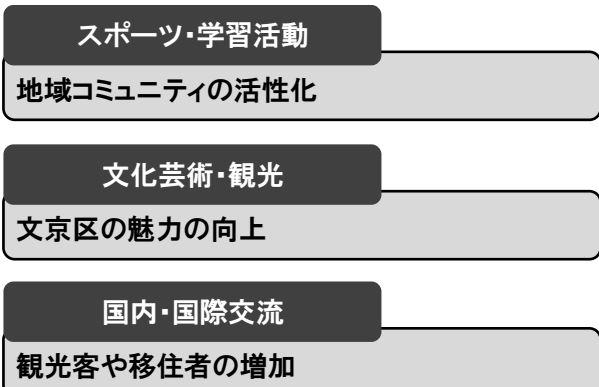 スポーツ・学習活動
地域コミュニティの活性化
文化芸術・観光
文京区の魅力の向上
国内・国際交流
観光客や移住者の増加